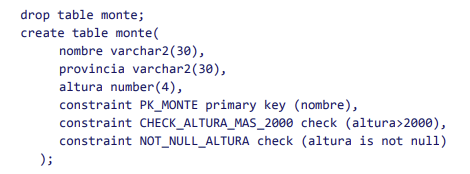 drop table monte;
create table monte(
nombre varchar2(30),
provincia varchar2(30),
altura number(4),
constraint PK_MONTE primary key (nombre),
constraint CHECK_ALTURA_MAS_2000 check (altura>2000),
constraint NOT_NULL_ALTURA check (altura is not null)
);